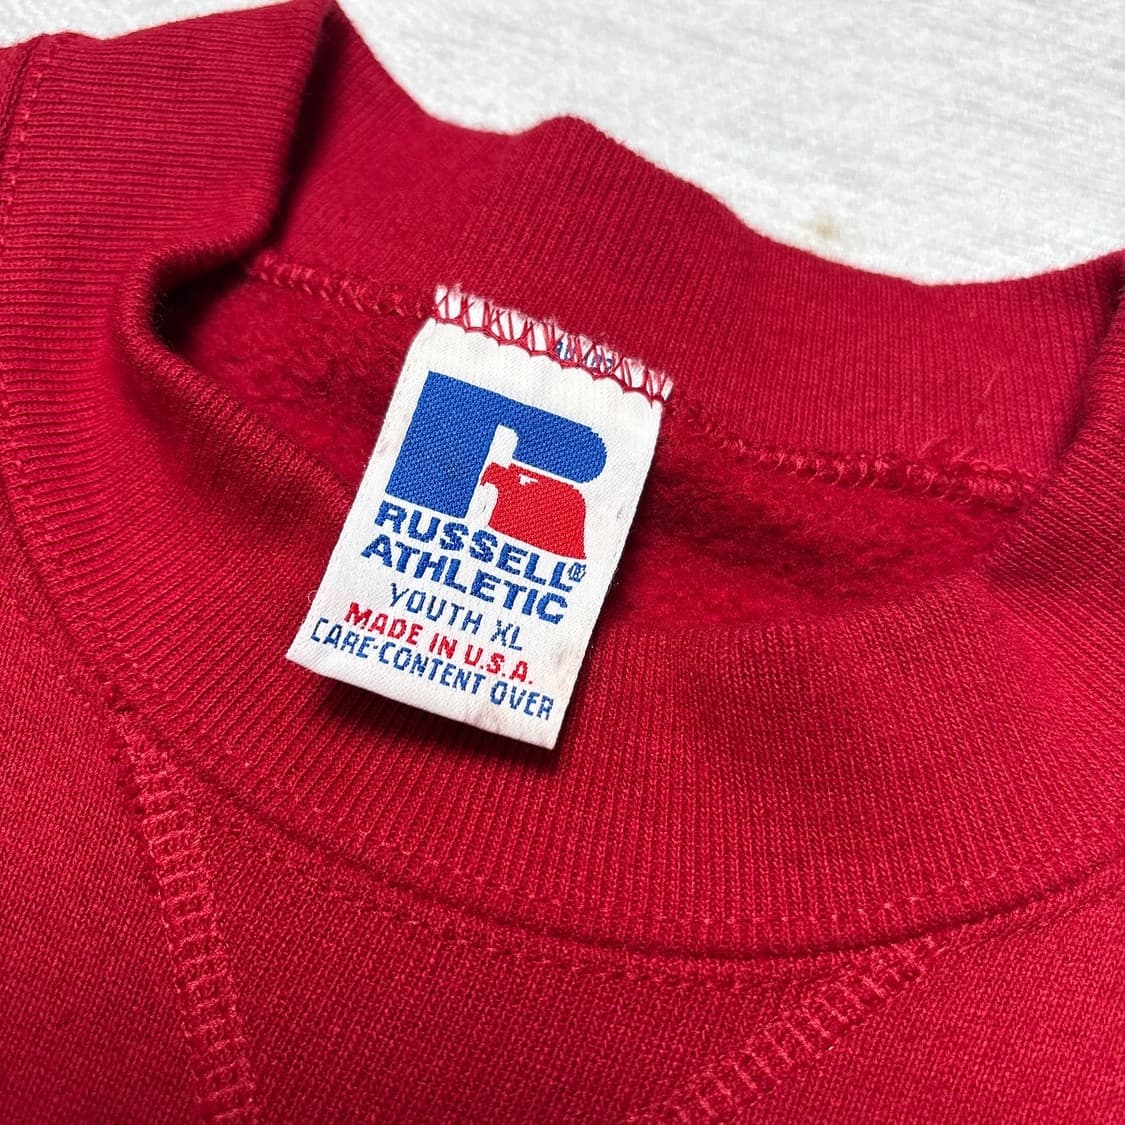 RUSSELL®
ATHLETIC
YOUTH XL
MADE IN U.S.A.
CARE-CONTENT OVER